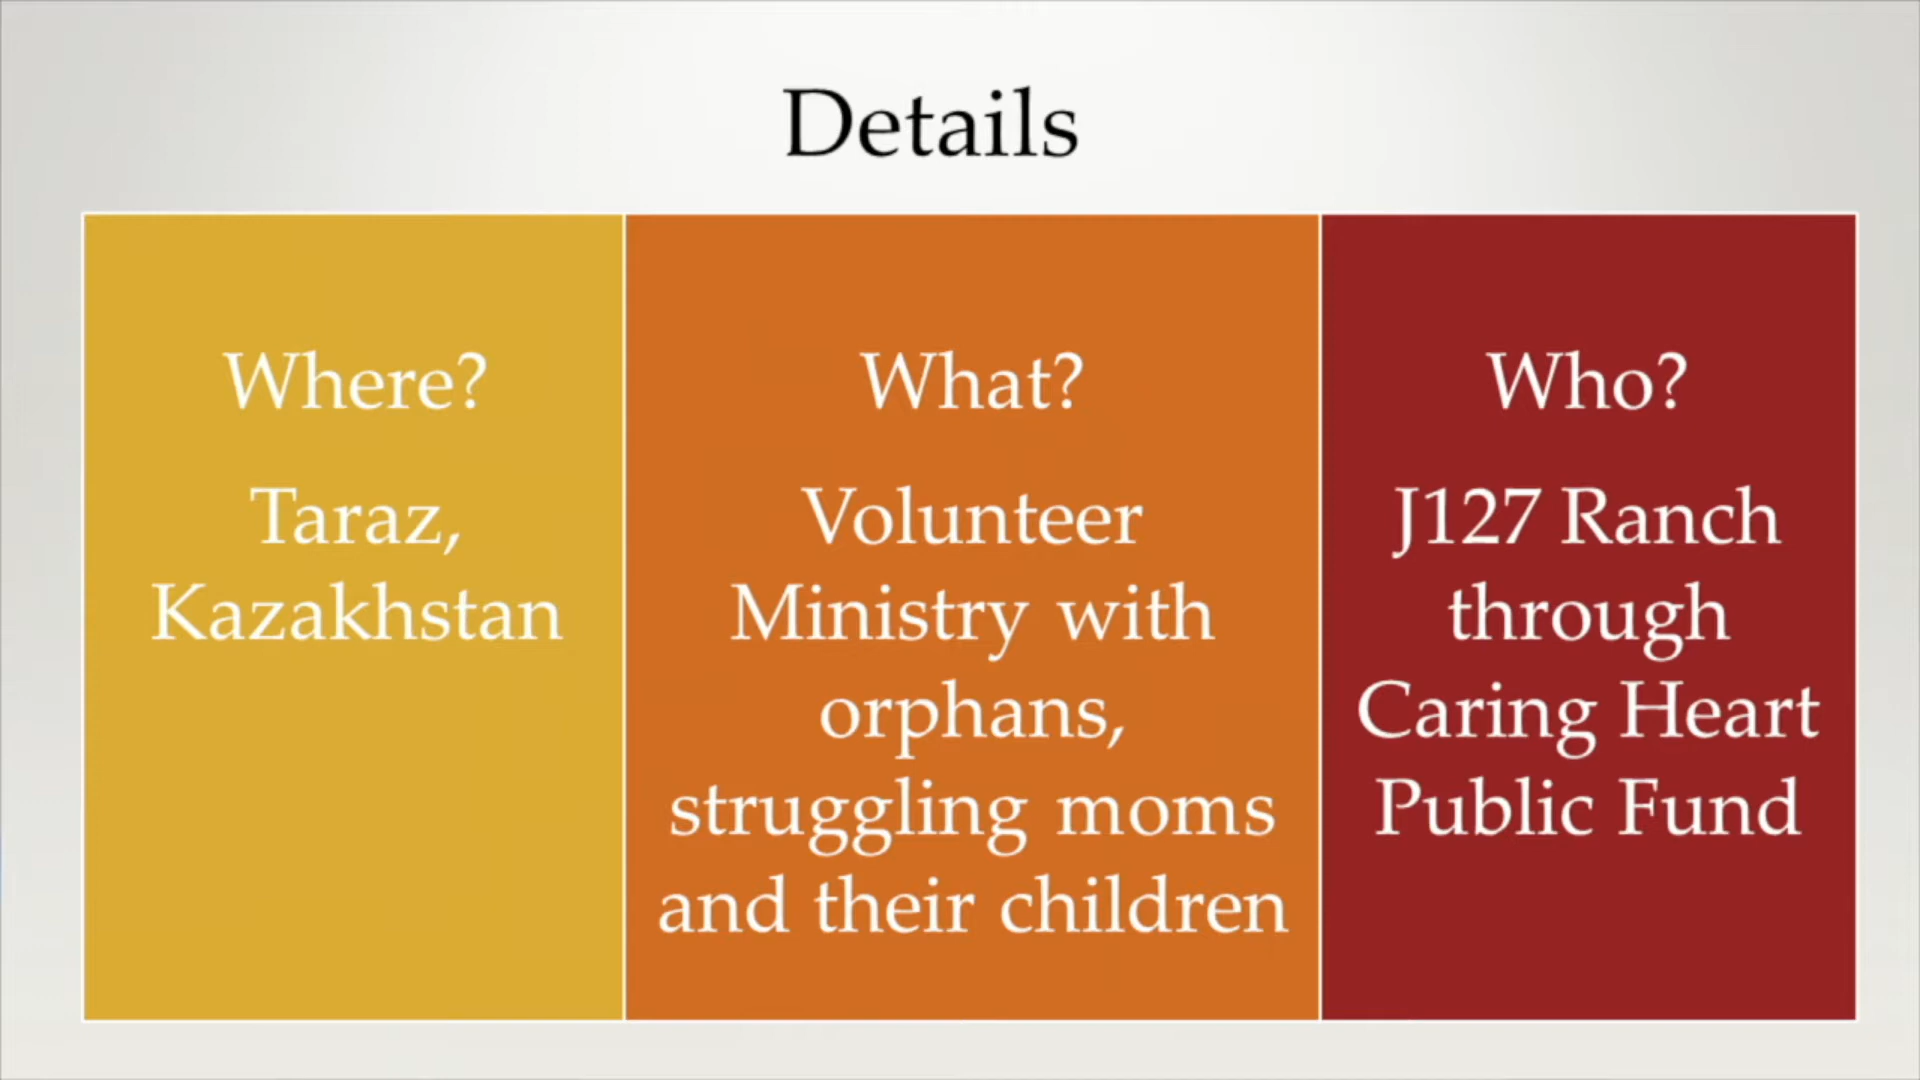 Details
Where?
Taraz,
Kazakhstan
What?
Volunteer
Ministry with
orphans,
struggling moms
and their children
Who?
J127 Ranch
through
Caring Heart
Public Fund